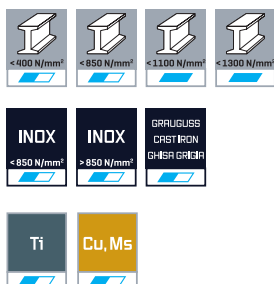 <400 N/mm² <850 N/mm² <1100 N/mm² <1300 N/mm²
INOX INOX GRAUGUSS
CAST IRON
GHISA GRIGIA
<850 N/mm² >850 N/mm²
Ti Cu, Ms